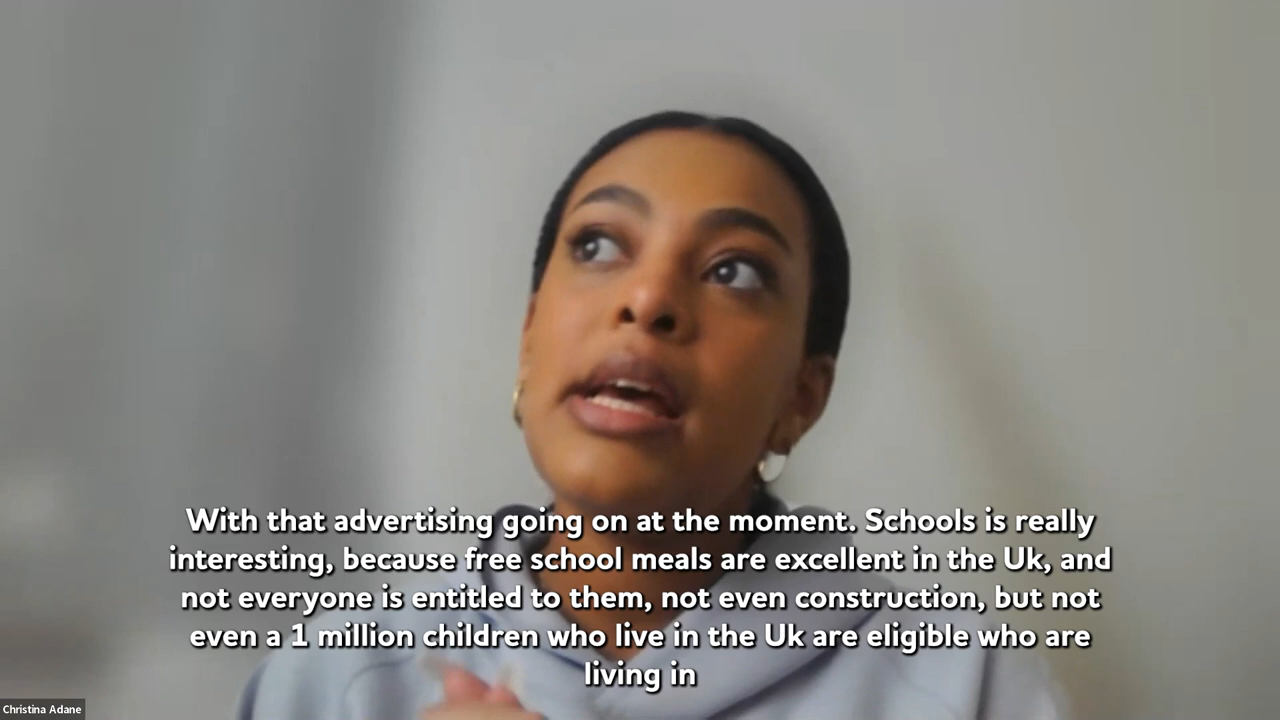 With that advertising going on at the moment. Schools is really
interesting, because free school meals are excellent in the Uk, and
not everyone is entitled to them, not even construction, but not
even a 1 million children who live in the Uk are eligible who are
living in
Christina Adane